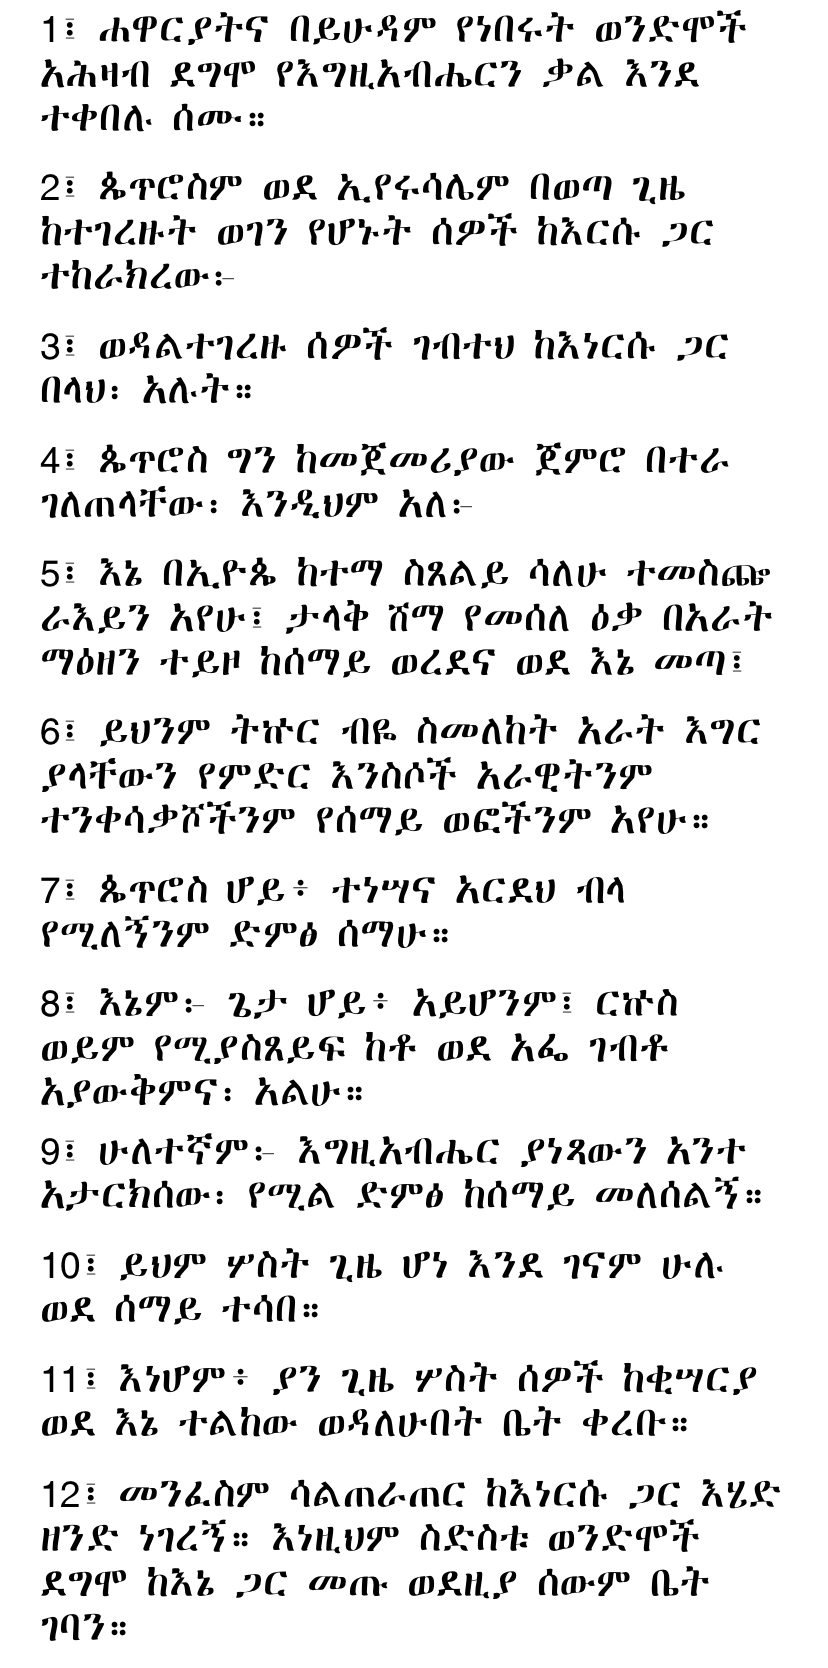 1፤ ሐዋርያትና በይሁዳም የነበሩት ወንድሞች
አሕዛብ ደግሞ የእግዚአብሔርን ቃል እንደ
ተቀበሉ ሰሙ።
2፤ ጴጥሮስም ወደ ኢየሩሳሌም በወጣ ጊዜ
ከተገረዙት ወገን የሆኑት ሰዎች ከእርሱ ጋር
ተከራክረው፦
3፤ ወዳልተገረዙ ሰዎች ገብተህ ከእነርሱ ጋር
በላህ፡ አሉት።
4፤ ጴጥሮስ ግን ከመጀመሪያው ጀምሮ በተራ
ገለጠላቸው፡ እንዲህም አለ፦
5፤ እኔ በኢዮጴ ከተማ ስጸልይ ሳለሁ ተመስጬ
ራእይን አየሁ፤ ታላቅ ሸማ የመሰለ ዕቃ በአራት
ማዕዘን ተይዞ ከሰማይ ወረደና ወደ እኔ መጣ፤
6፤ ይህንም ትኵር ብዬ ስመለከት አራት እግር
ያላቸውን የምድር እንስሶች አራዊትንም
ተንቀሳቃሾችንም የሰማይ ወፎችንም አየሁ።
7፤ ጴጥሮስ ሆይ፥ ተነሣና አርደህ ብላ
የሚለኝንም ድምፅ ሰማሁ።
8፤ እኔም፦ ጌታ ሆይ፥ አይሆንም፤ ርኵስ
ወይም የሚያስጸይፍ ከቶ ወደ አፌ ገብቶ
አያውቅምና፡ አልሁ።
9፤ ሁለተኛም፦ እግዚአብሔር ያነጻውን አንተ
አታርክሰው፡ የሚል ድምፅ ከሰማይ መለሰልኝ።
10፤ ይህም ሦስት ጊዜ ሆነ እንደ ገናም ሁሉ
ወደ ሰማይ ተሳበ።
11፤ እነሆም፥ ያን ጊዜ ሦስት ሰዎች ከቂሣርያ
ወደ እኔ ተልከው ወዳለሁበት ቤት ቀረቡ።
12፤ መንፈስም ሳልጠራጠር ከእነርሱ ጋር እሄድ
ዘንድ ነገረኝ። እነዚህም ስድስቱ ወንድሞች
ደግሞ ከእኔ ጋር መጡ ወደዚያ ሰውም ቤት
ገባን።